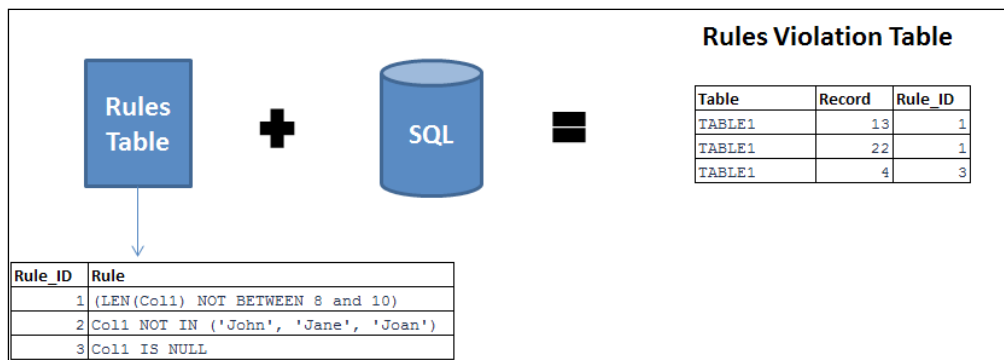 Rules Violation Table
Rules
Table
SQL
Table Record Rule_ID
TABLE1 13 1
TABLE1 22 1
TABLE1 4 3
Rule_ID Rule
1 (LEN(Col1) NOT BETWEEN 8 and 10)
2 Col1 NOT IN ('John', 'Jane', 'Joan')
3 Col1 IS NULL